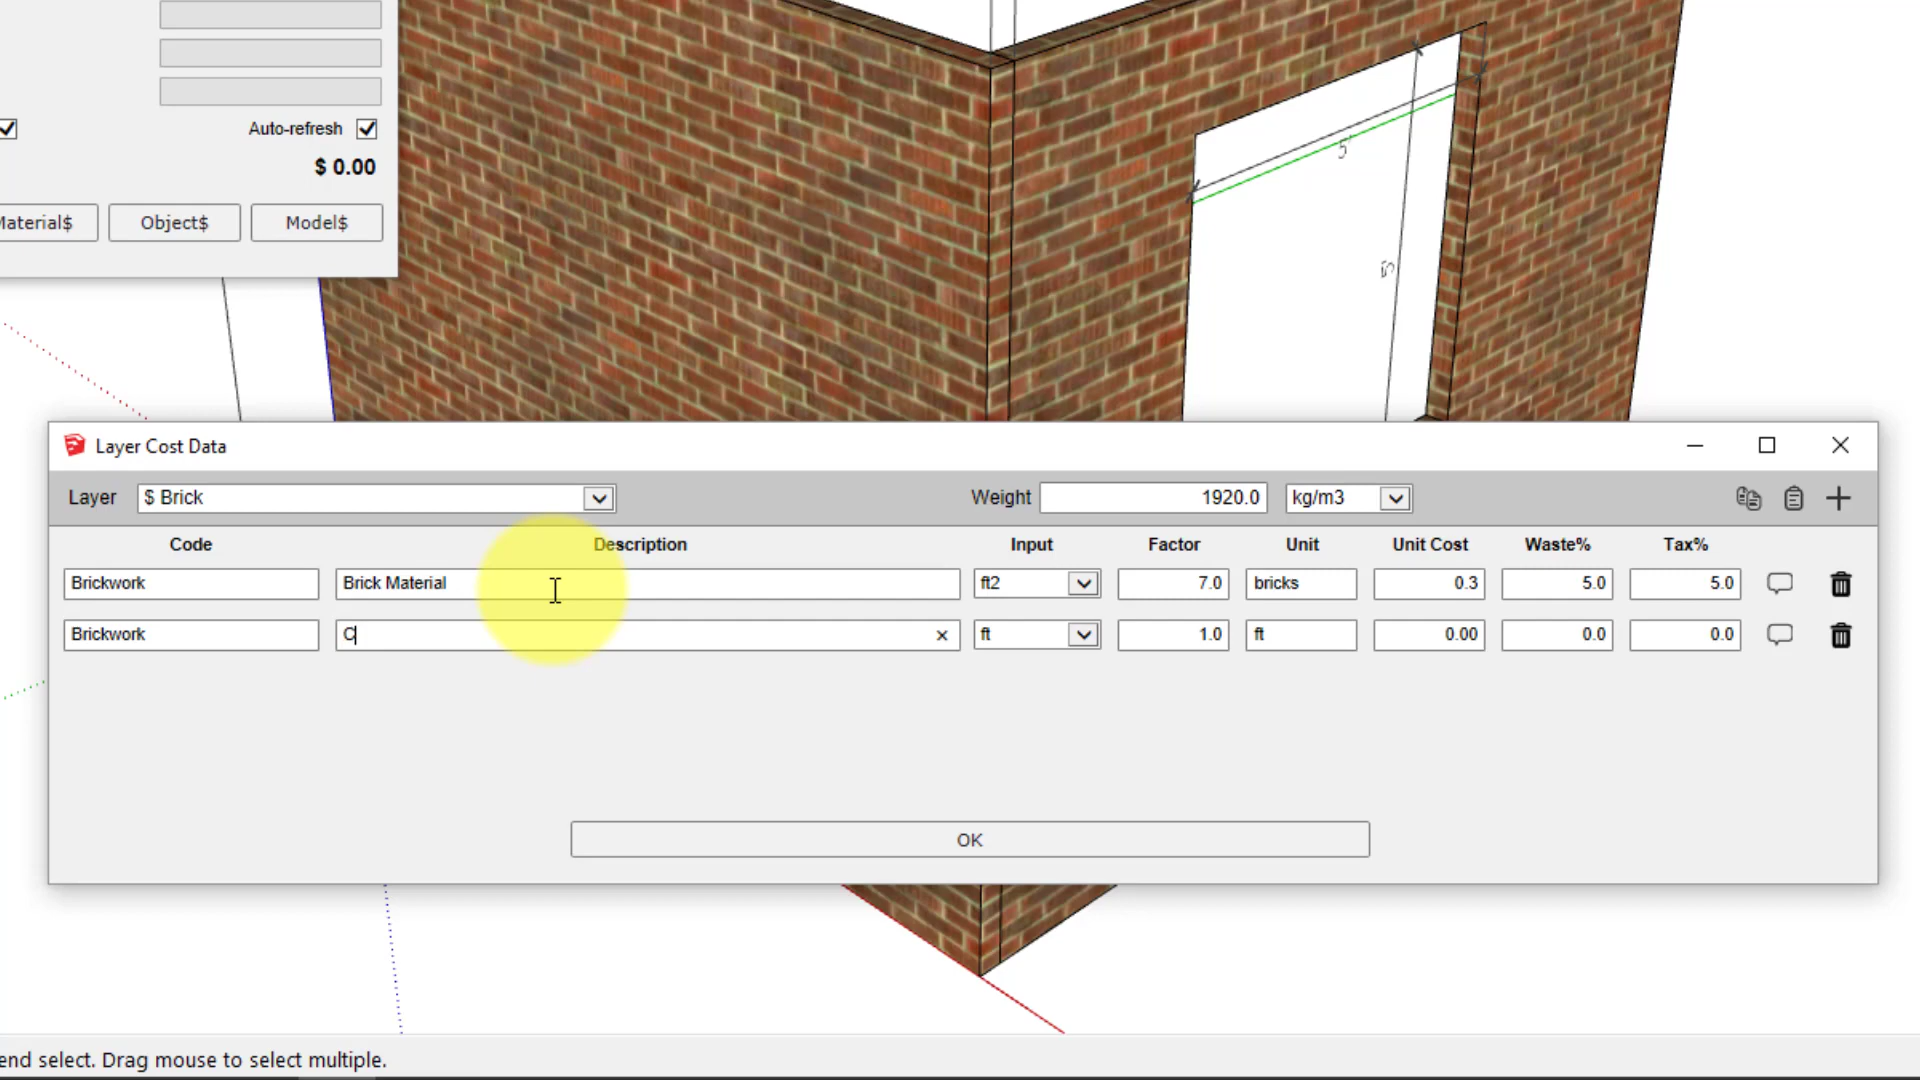 Auto-refresh
$ 0.00
Material$ Object$ Model$
5'
5'
Layer Cost Data
Layer $ Brick Weight 1920.0 kg/m3
Code Description Input Factor Unit Unit Cost Waste% Tax%
Brickwork Brick Material ft2 7.0 bricks 0.3 5.0 5.0
Brickwork C ft 1.0 ft 0.00 0.0 0.0
OK
end select. Drag mouse to select multiple.